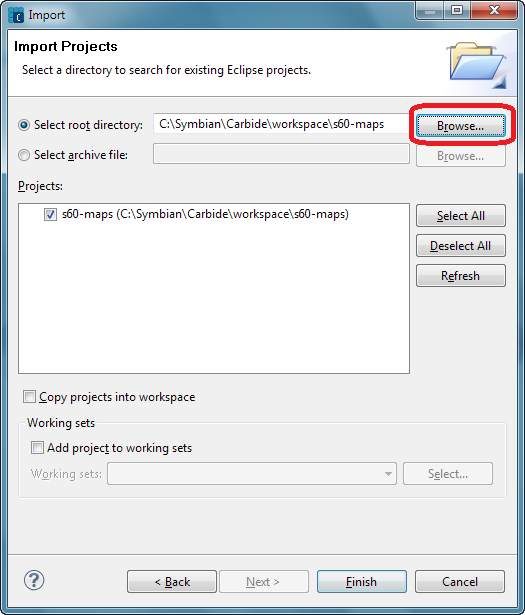 Import
Import Projects
Select a directory to search for existing Eclipse projects.
Select root directory: C:\Symbian\Carbide\workspace\s60-maps Browse...
Select archive file: Browse...
Projects:
s60-maps (C:\Symbian\Carbide\workspace\s60-maps)
Select All
Deselect All
Refresh
Copy projects into workspace
Working sets
Add project to working sets
Working sets: Select...
? < Back Next > Finish Cancel